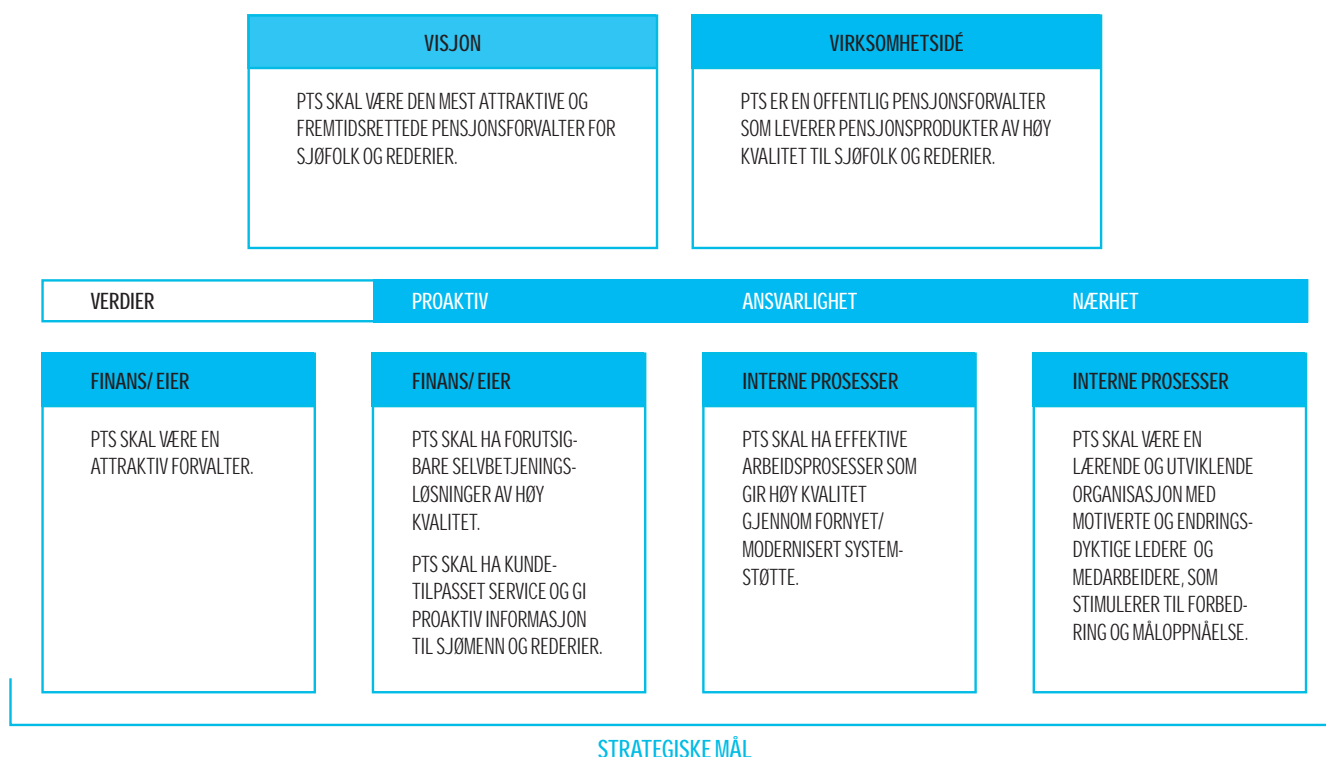 VISJON
PTS SKAL VÆRE DEN MEST ATTRAKTIVE OG
FREMTIDSRETTEDE PENSJONSFORVALTER FOR
SJØFOLK OG REDERIER.
VIRKSOMHETSIDÉ
PTS ER EN OFFENTLIG PENSJONSFORVALTER
SOM LEVERER PENSJONSPRODUKTER AV HØY
KVALITET TIL SJØFOLK OG REDERIER.
VERDIER
PROAKTIV
ANSVARLIGHET
NÆRHET
FINANS/ EIER
PTS SKAL VÆRE EN
ATTRAKTIV FORVALTER.
FINANS/ EIER
PTS SKAL HA FORUTSIG-
BARE SELVBETJENINGS-
LØSNINGER AV HØY
KVALITET.
PTS SKAL HA KUNDE-
TILPASSET SERVICE OG GI
PROAKTIV INFORMASJON
TIL SJØMENN OG REDERIER.
INTERNE PROSESSER
PTS SKAL HA EFFEKTIVE
ARBEIDSPROSESSER SOM
GIR HØY KVALITET
GJENNOM FORNYET/
MODERNISERT SYSTEM-
STØTTE.
INTERNE PROSESSER
PTS SKAL VÆRE EN
LÆRENDE OG UTVIKLENDE
ORGANISASJON MED
MOTIVERTE OG ENDRINGS-
DYKTIGE LEDERE OG
MEDARBEIDERE, SOM
STIMULERER TIL FORBED-
RING OG MÅLOPPNÅELSE.
STRATEGISKE MÅL